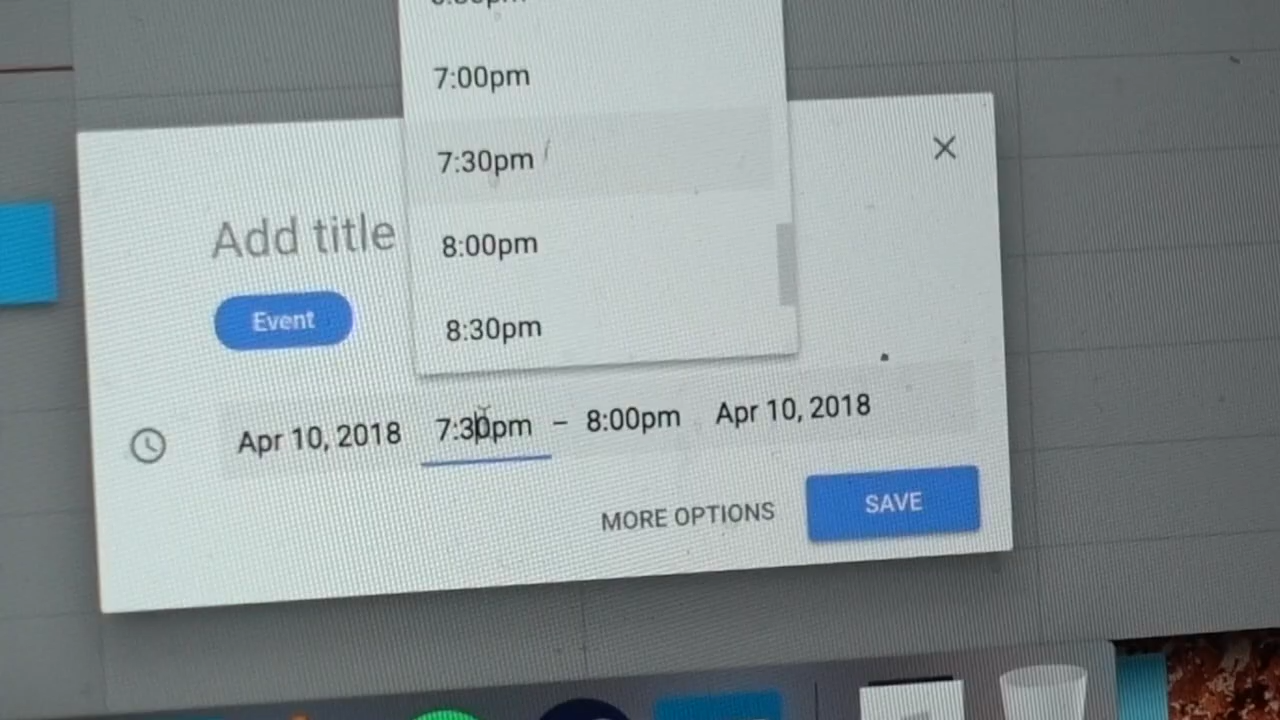 7:00pm
7:30pm
Add title
8:00pm
Event
8:30pm
Apr 10, 2018 7:30pm – 8:00pm Apr 10, 2018
MORE OPTIONS SAVE